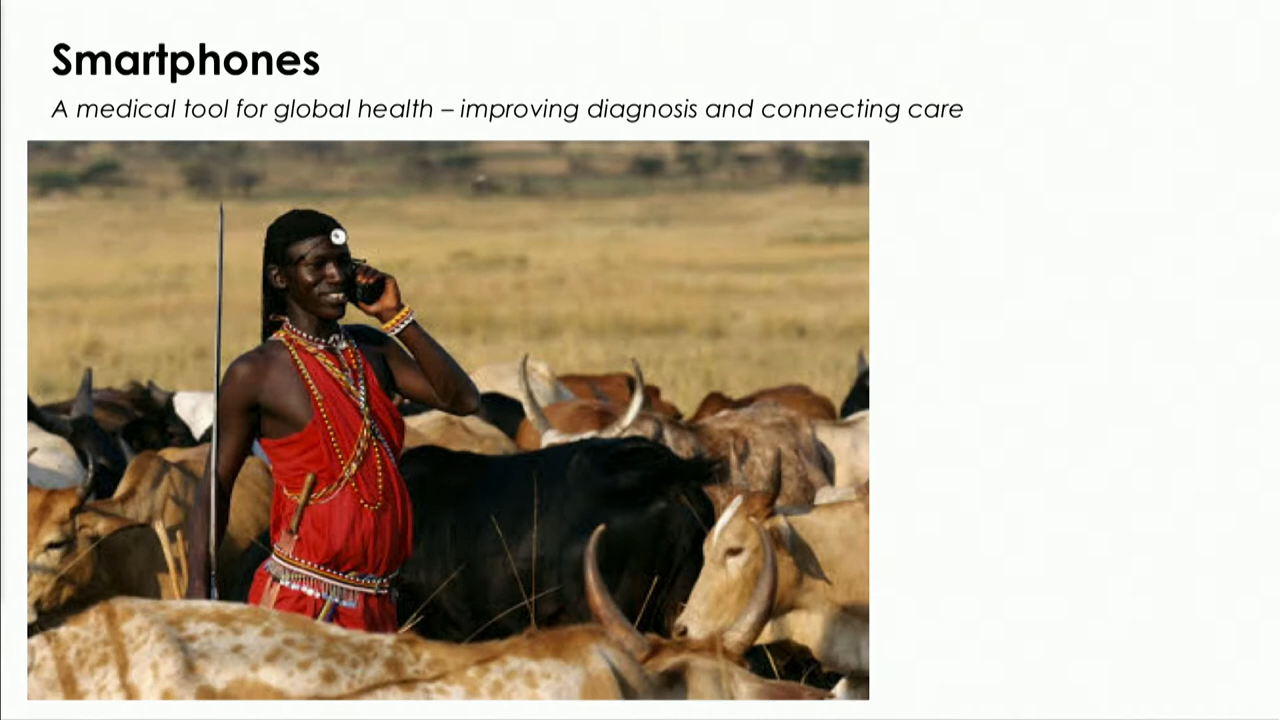 Smartphones
A medical tool for global health – improving diagnosis and connecting care